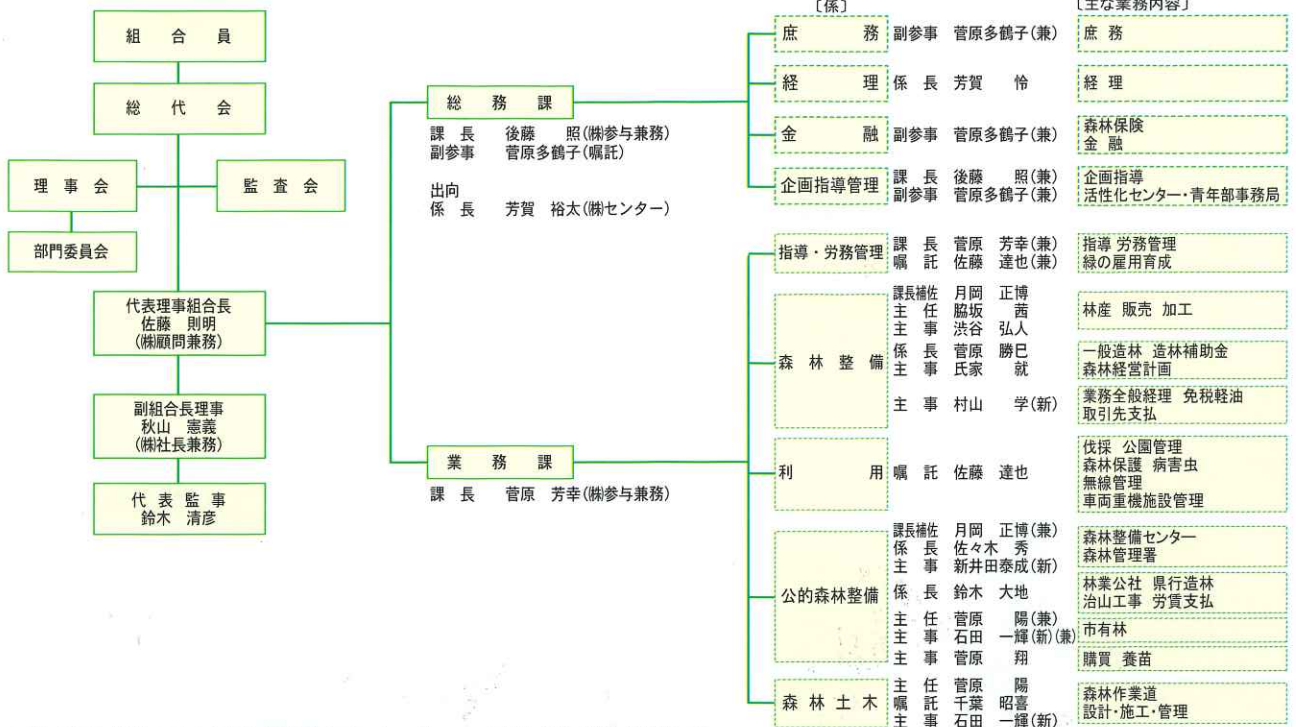 〔係〕
〔主な業務内容〕
組合員
総代会
理事会
監査会
部門委員会
代表理事組合長
佐藤 則明
(㈱顧問兼務)
副組合長理事
秋山 憲義
(㈱社長兼務)
代表監事
鈴木 清彦
総務課
課長 後藤 照(㈱参与兼務)
副参事 菅原多鶴子(嘱託)
出向
係長 芳賀 裕太(㈱センター)
庶務 副参事 菅原多鶴子(兼) 庶務
経理 係長 芳賀 怜 経理
金融 副参事 菅原多鶴子(兼) 森林保険
金融
企画指導管理 課長 後藤 照(兼) 企画指導
副参事 菅原多鶴子(兼) 活性化センター・青年部事務局
業務課
課長 菅原 芳幸(㈱参与兼務)
指導・労務管理 課長 菅原 芳幸(兼) 指導 労務管理
嘱託 佐藤 達也(兼) 緑の雇用育成
森林整備
課長補佐 月岡 正博
主任 脇坂 茜
主事 渋谷 弘人
林産 販売 加工
係長 菅原 勝巳 一般造林 造林補助金
主事 氏家 就 森林経営計画
主事 村山 学(新) 業務全般経理 免税軽油
取引先支払
利用 嘱託 佐藤 達也
伐採 公園管理
森林保護 病害虫
無線管理
車両重機施設管理
公的森林整備
課長補佐 月岡 正博(兼)
係長 佐々木 秀
主事 新井田泰成(新)
森林整備センター
森林管理署
係長 鈴木 大地
林業公社 県行造林
治山工事 労賃支払
主任 菅原 陽(兼)
主事 石田 一輝(新)(兼)
市有林
主事 菅原 翔 購買 養苗
森林土木
主任 菅原 陽
嘱託 千葉 昭喜
主事 石田 一輝(新)
森林作業道
設計・施工・管理